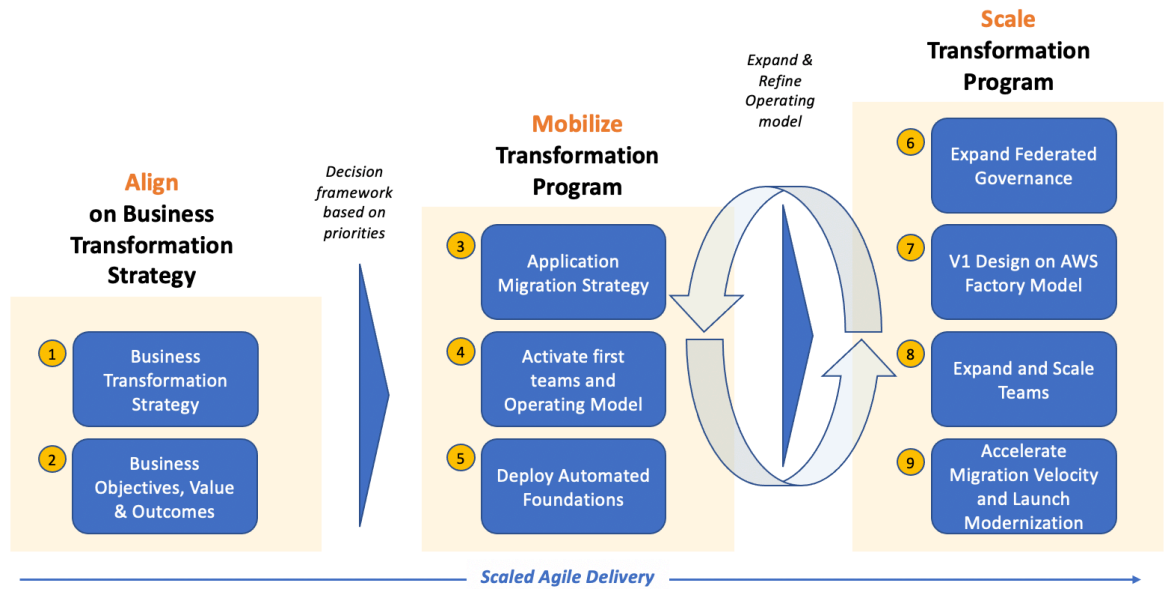 Align
on Business
Transformation
Strategy
1
Business
Transformation
Strategy
2
Business
Objectives, Value
& Outcomes
Decision
framework
based on
priorities
Mobilize
Transformation
Program
3
Application
Migration Strategy
4
Activate first
teams and
Operating Model
5
Deploy Automated
Foundations
Expand &
Refine
Operating
model
Scale
Transformation
Program
6
Expand Federated
Governance
7
V1 Design on AWS
Factory Model
8
Expand and Scale
Teams
9
Accelerate
Migration Velocity
and Launch
Modernization
Scaled Agile Delivery